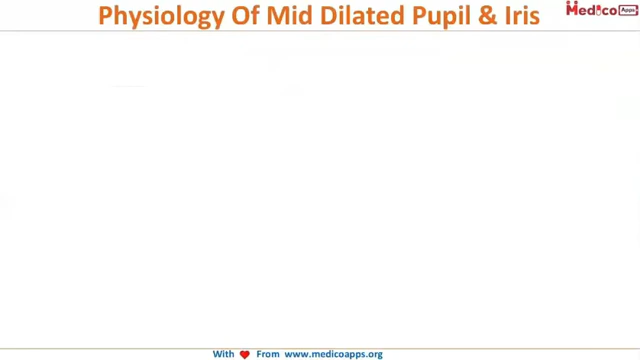 Physiology Of Mid Dilated Pupil & Iris
Medico Apps
With From www.medicoapps.org